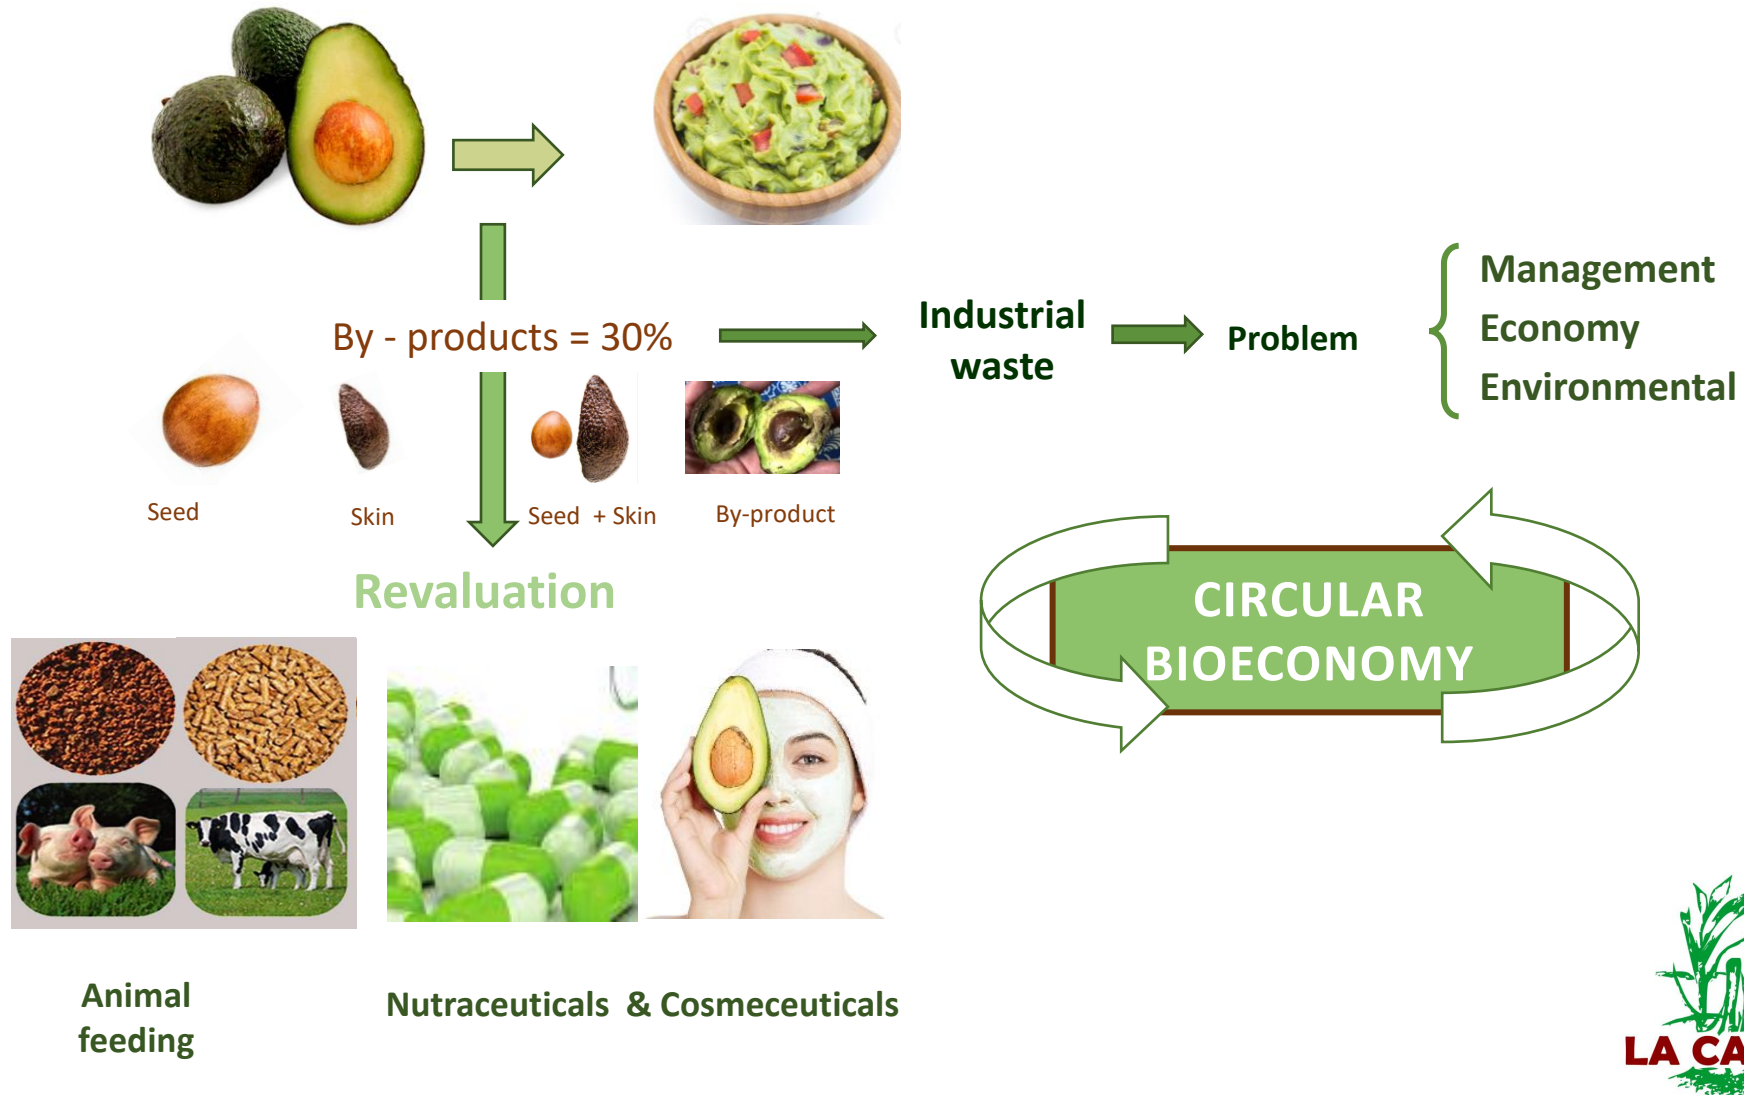 By - products = 30%
Industrial
waste
Problem
Management
Economy
Environmental
Seed
Skin
Seed + Skin
By-product
Revaluation
CIRCULAR
BIOECONOMY
Animal
feeding
Nutraceuticals & Cosmeceuticals
LA